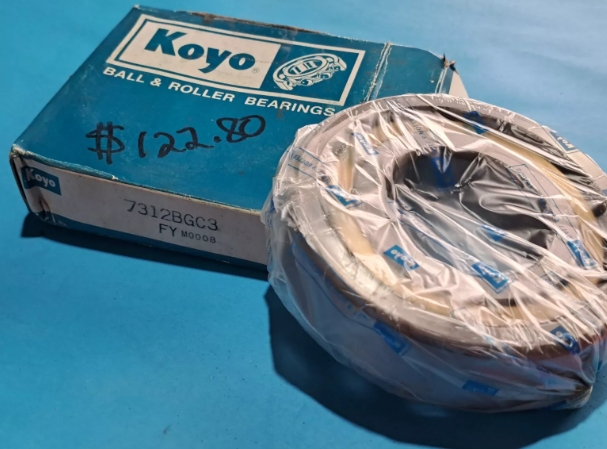 Koyo
BALL & ROLLER BEARINGS
$122.80
Koyo
7312BGC3
FY M000B